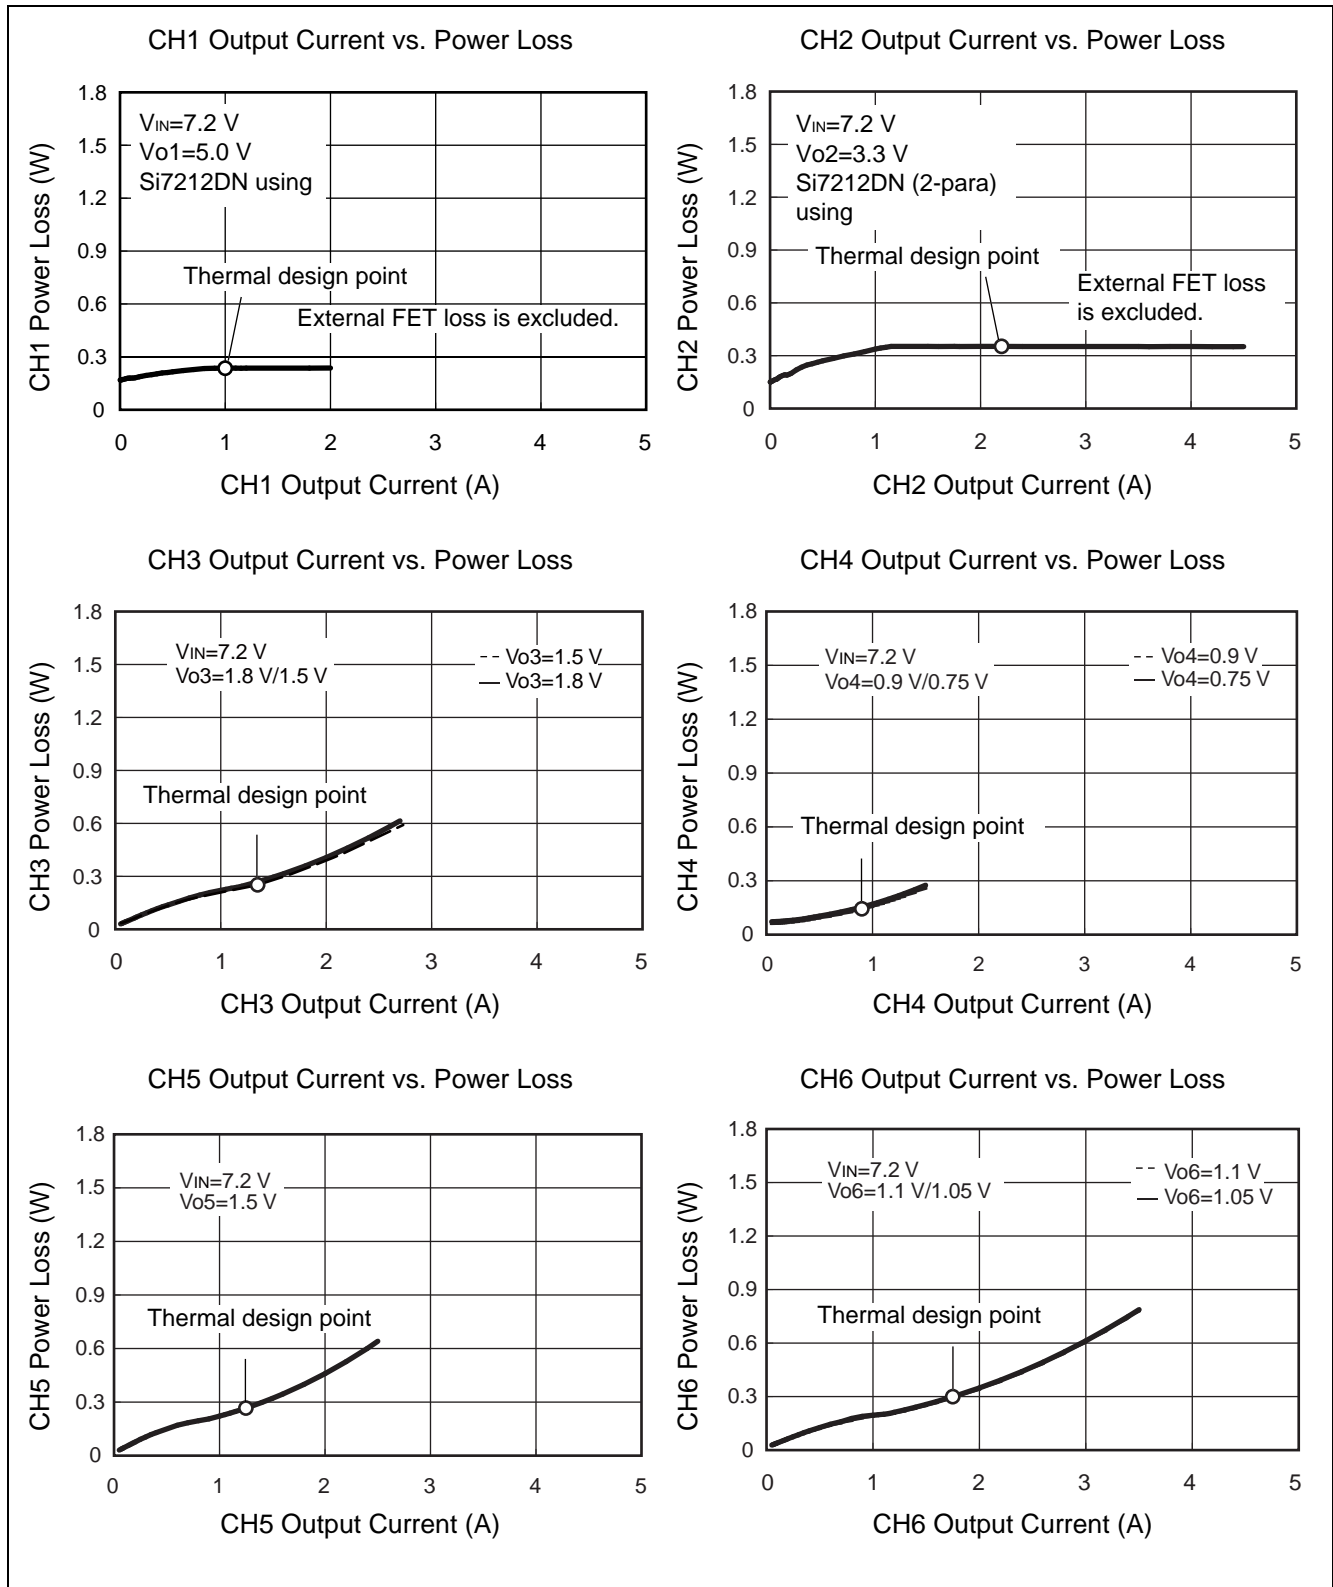 CH1 Output Current vs. Power Loss
CH1 Power Loss (W)
1.8
1.5
1.2
0.9
0.6
0.3
0
VIN=7.2 V
Vo1=5.0 V
Si7212DN using
Thermal design point
External FET loss is excluded.
0 1 2 3 4 5
CH1 Output Current (A)
CH2 Output Current vs. Power Loss
CH2 Power Loss (W)
1.8
1.5
1.2
0.9
0.6
0.3
0
VIN=7.2 V
Vo2=3.3 V
Si7212DN (2-para)
using
Thermal design point
External FET loss
is excluded.
0 1 2 3 4 5
CH2 Output Current (A)
CH3 Output Current vs. Power Loss
CH3 Power Loss (W)
1.8
1.5
1.2
0.9
0.6
0.3
0
VIN=7.2 V
Vo3=1.8 V/1.5 V
Vo3=1.5 V
Vo3=1.8 V
Thermal design point
0 1 2 3 4 5
CH3 Output Current (A)
CH4 Output Current vs. Power Loss
CH4 Power Loss (W)
1.8
1.5
1.2
0.9
0.6
0.3
0
VIN=7.2 V
Vo4=0.9 V/0.75 V
Vo4=0.9 V
Vo4=0.75 V
Thermal design point
0 1 2 3 4 5
CH4 Output Current (A)
CH5 Output Current vs. Power Loss
CH5 Power Loss (W)
1.8
1.5
1.2
0.9
0.6
0.3
0
VIN=7.2 V
Vo5=1.5 V
Thermal design point
0 1 2 3 4 5
CH5 Output Current (A)
CH6 Output Current vs. Power Loss
CH6 Power Loss (W)
1.8
1.5
1.2
0.9
0.6
0.3
0
VIN=7.2 V
Vo6=1.1 V/1.05 V
Vo6=1.1 V
Vo6=1.05 V
Thermal design point
0 1 2 3 4 5
CH6 Output Current (A)